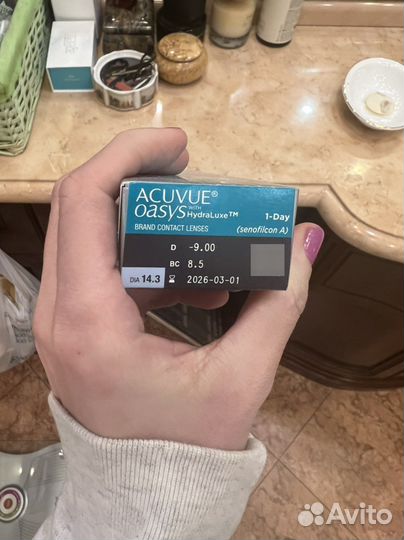 ACUVUE®
oasys WITH HydraLuxe™ 1-Day
BRAND CONTACT LENSES (senofilcon A)
D -9.00
BC 8.5
DIA 14.3 2026-03-01
Avito